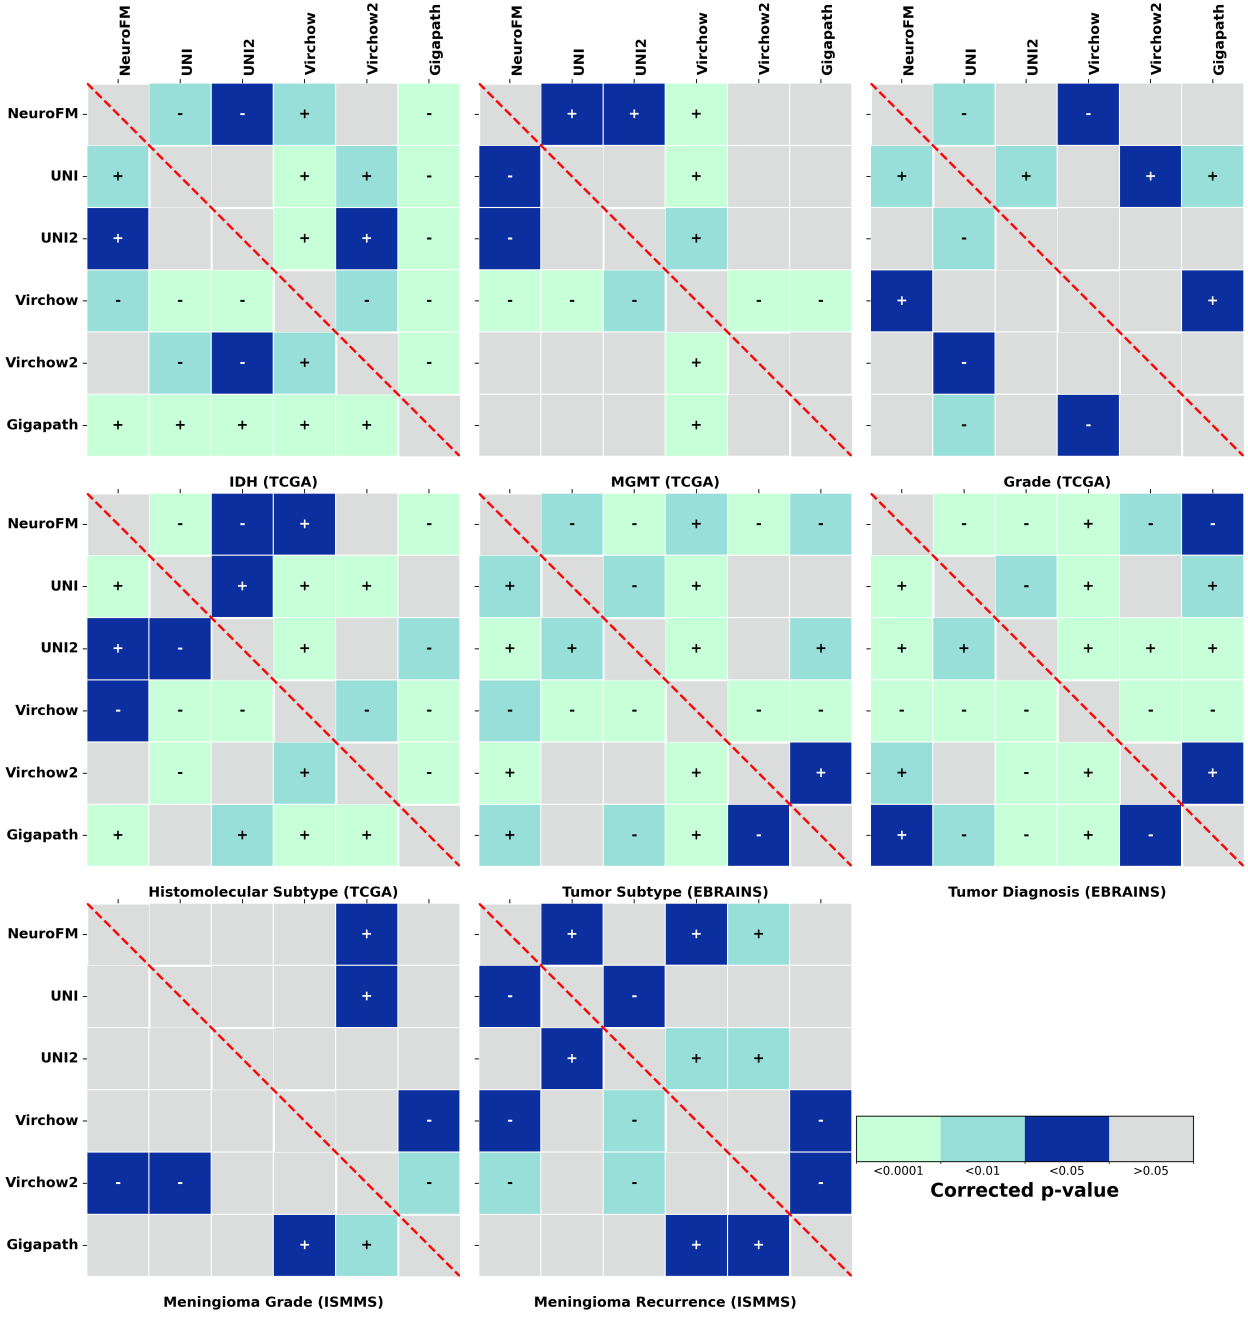 NeuroFM UNI UNI2 Virchow Virchow2 Gigapath NeuroFM UNI UNI2 Virchow Virchow2 Gigapath NeuroFM UNI UNI2 Virchow Virchow2 Gigapath
NeuroFM - - + - + + + - -
UNI + + + - - + + + + +
UNI2 + + + - - + -
Virchow - - - - - - - - - - + +
Virchow2 - - + - + -
Gigapath + + + + + + - -
IDH (TCGA) MGMT (TCGA) Grade (TCGA)
NeuroFM - - + - - - + - - - - + - -
UNI + + + + + - + + - + +
UNI2 + - + - + + + + + + + + +
Virchow - - - - - - - - - - - - - - -
Virchow2 - + - + + + + - + +
Gigapath + + + + + - + - + - - + -
Histomolecular Subtype (TCGA) Tumor Subtype (EBRAINS) Tumor Diagnosis (EBRAINS)
NeuroFM + + + +
UNI + - -
UNI2 + + +
Virchow - - - -
Virchow2 - - - - - -
Gigapath + + + +
Meningioma Grade (ISMMS) Meningioma Recurrence (ISMMS)
<0.0001 <0.01 <0.05 >0.05
Corrected p-value